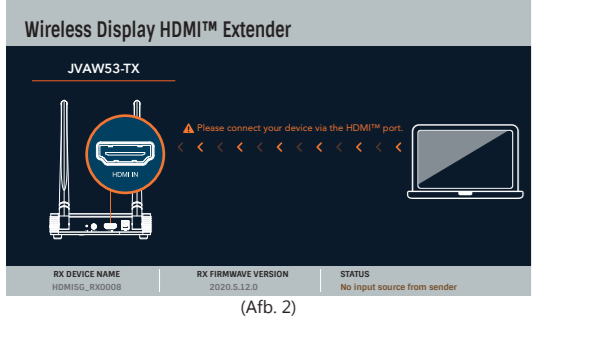 Wireless Display HDMI™ Extender
JVAW53-TX
Please connect your device via the HDMI™ port.
HDMI IN
RX DEVICE NAME
HDMISG_RX0008
RX FIRMWAVE VERSION
2020.5.12.0
STATUS
No input source from sender
(Afb. 2)